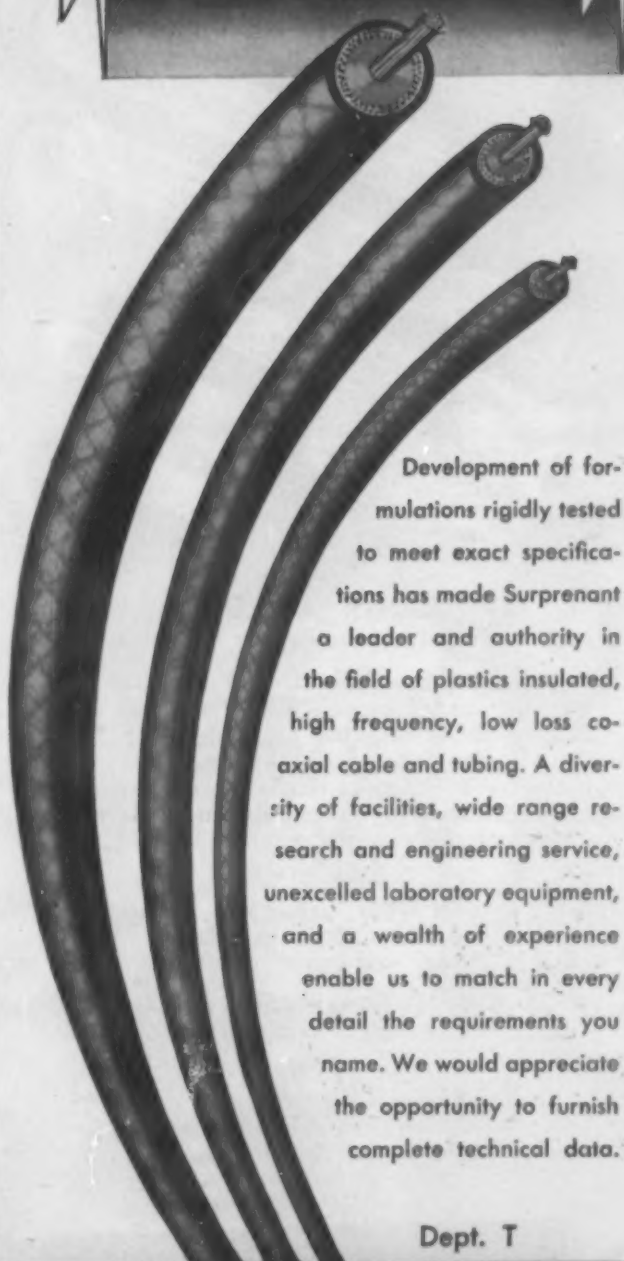 Development of for-
mulations rigidly tested
to meet exact specifica-
tions has made Surprenant
a leader and authority in
the field of plastics insulated,
high frequency, low loss co-
axial cable and tubing. A diver-
sity of facilities, wide range re-
search and engineering service,
unexcelled laboratory equipment,
and a wealth of experience
enable us to match in every
detail the requirements you
name. We would appreciate
the opportunity to furnish
complete technical data.
Dept. T